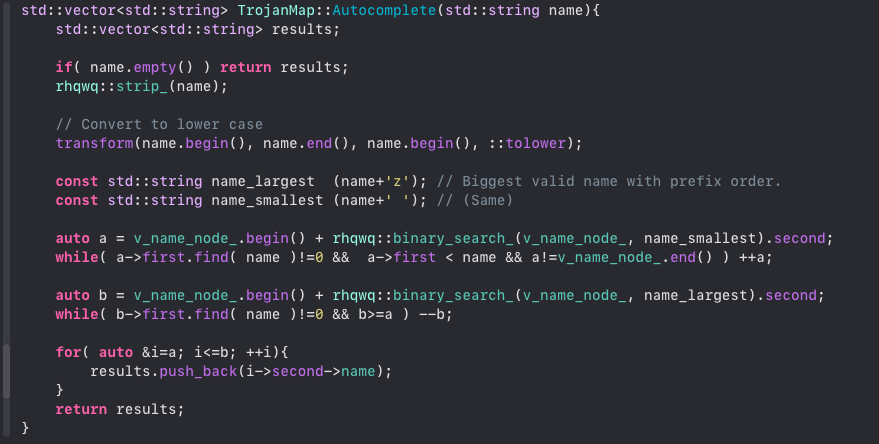 std::vector<std::string> TrojanMap::Autocomplete(std::string name){
    std::vector<std::string> results;

    if( name.empty() ) return results;
    rhqwq::strip_(name);

    // Convert to lower case
    transform(name.begin(), name.end(), name.begin(), ::tolower);

    const std::string name_largest  (name+'z'); // Biggest valid name with prefix order.
    const std::string name_smallest (name+' '); // (Same)

    auto a = v_name_node_.begin() + rhqwq::binary_search_(v_name_node_, name_smallest).second;
    while( a->first.find( name )!=0 &&  a->first < name && a!=v_name_node_.end() ) ++a;

    auto b = v_name_node_.begin() + rhqwq::binary_search_(v_name_node_, name_largest).second;
    while( b->first.find( name )!=0 && b>=a ) --b;

    for( auto &i=a; i<=b; ++i){
        results.push_back(i->second->name);
    }
    return results;
}